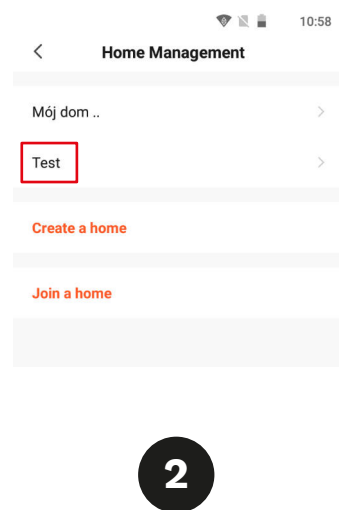 10:58
Home Management
Mój dom ..
Test
Create a home
Join a home
2